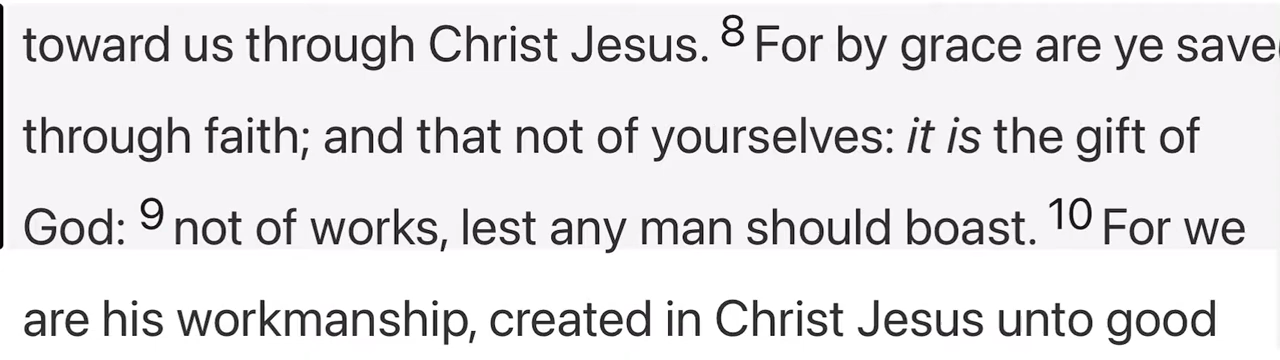 toward us through Christ Jesus. 8 For by grace are ye save
through faith; and that not of yourselves: it is the gift of
God: 9 not of works, lest any man should boast. 10 For we
are his workmanship, created in Christ Jesus unto good